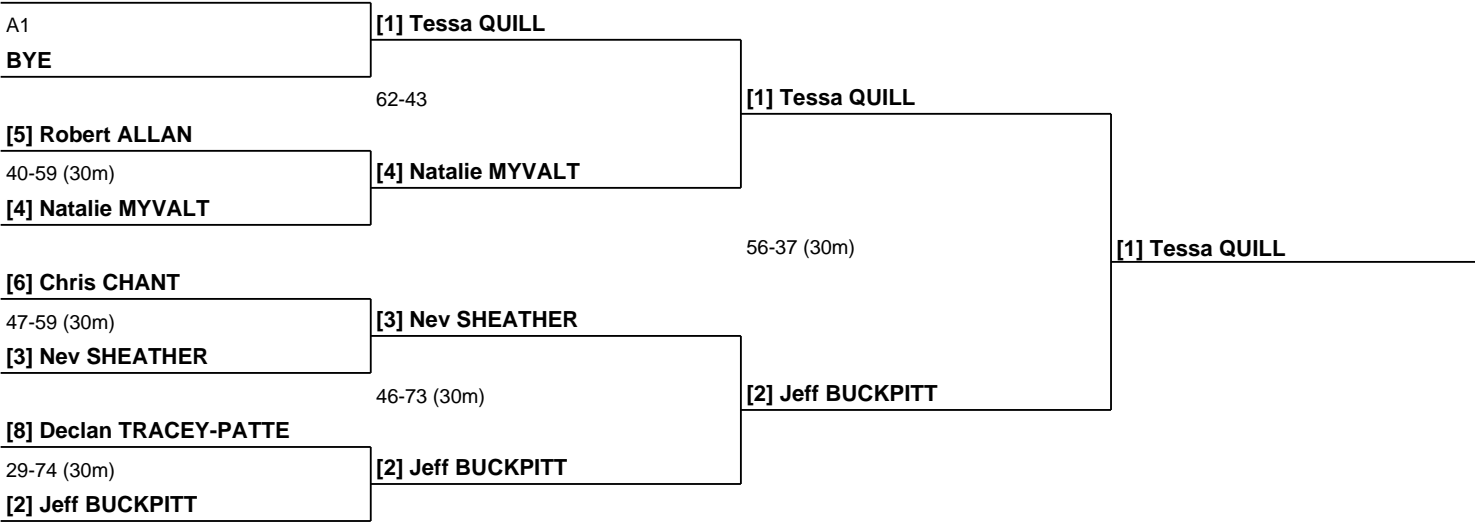 A1
BYE
[1] Tessa QUILL
62-43
[5] Robert ALLAN
40-59 (30m)
[4] Natalie MYVALT
[4] Natalie MYVALT
[1] Tessa QUILL
56-37 (30m)
[1] Tessa QUILL
[6] Chris CHANT
47-59 (30m)
[3] Nev SHEATHER
[3] Nev SHEATHER
46-73 (30m)
[2] Jeff BUCKPITT
[8] Declan TRACEY-PATTE
29-74 (30m)
[2] Jeff BUCKPITT
[2] Jeff BUCKPITT